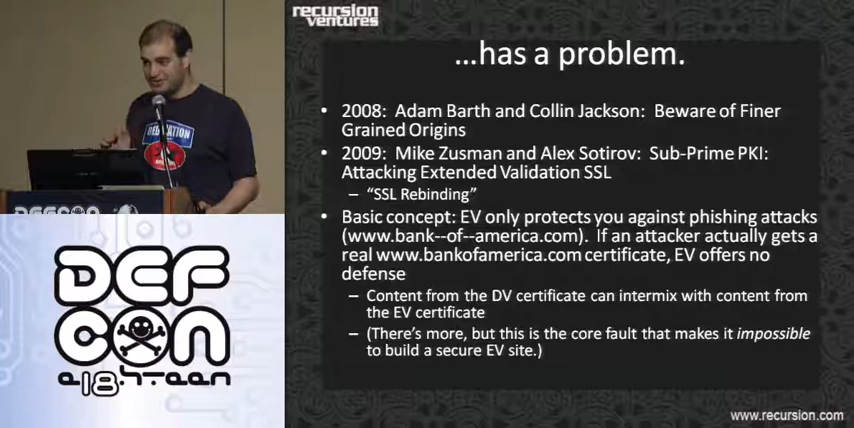 recursion
ventures
...has a problem.
• 2008: Adam Barth and Collin Jackson: Beware of Finer
Grained Origins
• 2009: Mike Zusman and Alex Sotirov: Sub-Prime PKI:
Attacking Extended Validation SSL
– “SSL Rebinding”
• Basic concept: EV only protects you against phishing attacks
(www.bank--of--america.com). If an attacker actually gets a
real www.bankofamerica.com certificate, EV offers no
defense
– Content from the DV certificate can intermix with content from
the EV certificate
– (There’s more, but this is the core fault that makes it impossible
to build a secure EV site.)
www.recursion.com
DEF
CON
e18.hteen